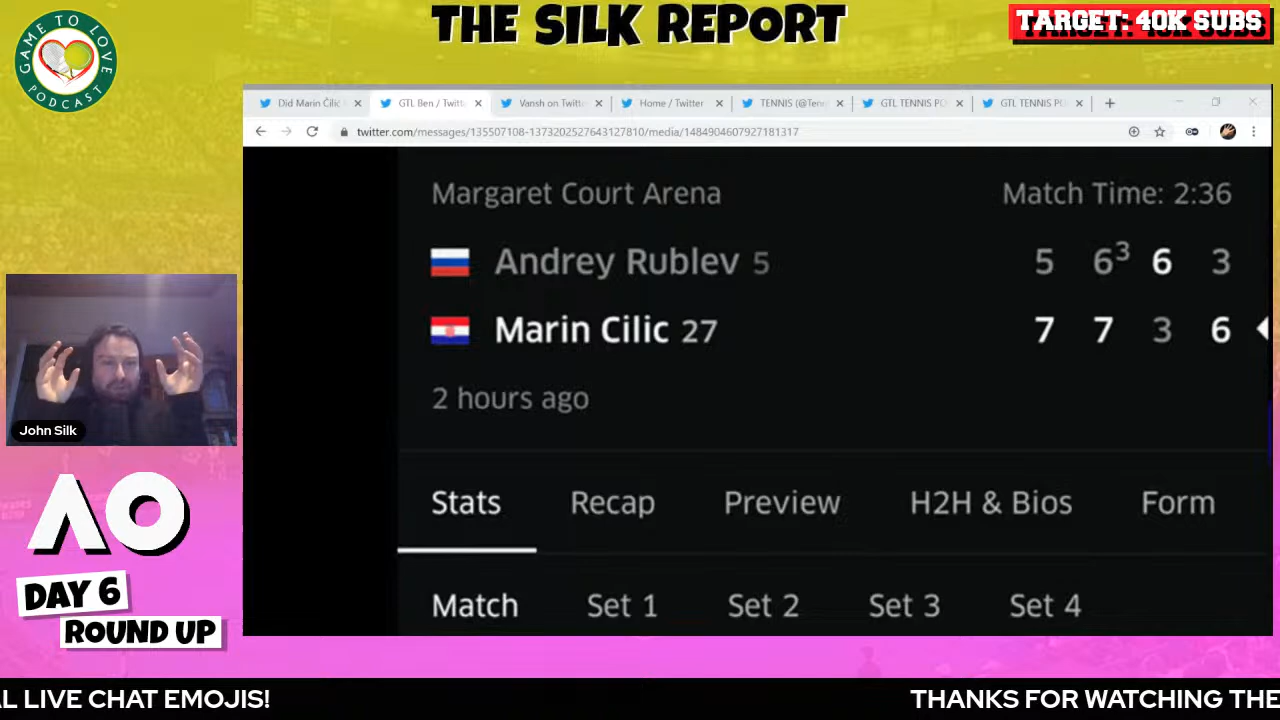 GAME TO LOVE
PODCAST
THE SILK REPORT
TARGET: 40K SUBS
Did Marin Čilić
GTL Ben / Twitt
Vansh on Twitt
Home / Twitter
TENNIS (@Ten
GTL TENNIS PO
GTL TENNIS PO
twitter.com/messages/135507108-1373202527643127810/media/1484904607927181317
Margaret Court Arena
Match Time: 2:36
Andrey Rublev 5
5 6³ 6 3
Marin Cilic 27
7 7 3 6
2 hours ago
Stats Recap Preview H2H & Bios Form
Match Set 1 Set 2 Set 3 Set 4
John Silk
AO
DAY 6
ROUND UP
AL LIVE CHAT EMOJIS!
THANKS FOR WATCHING THE